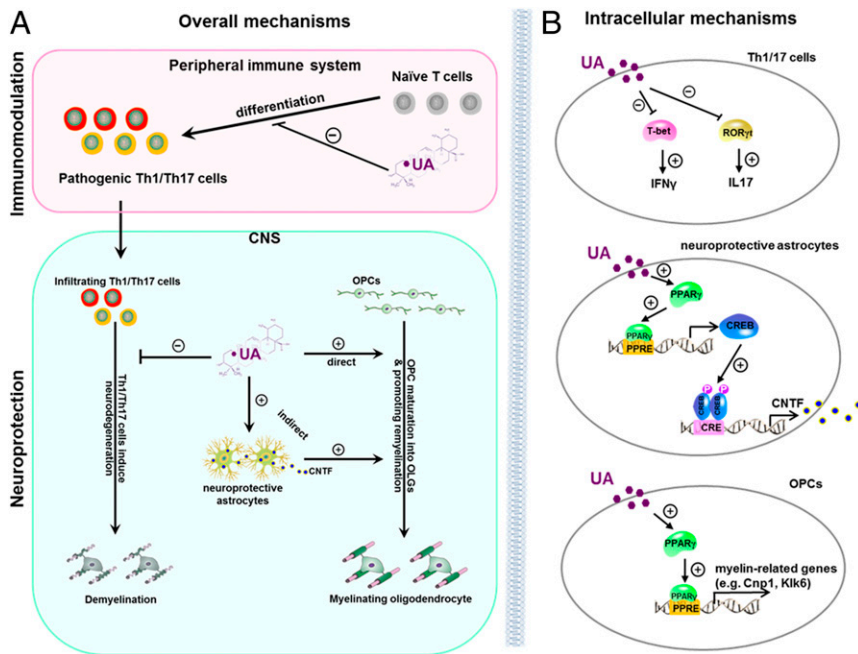 A
Overall mechanisms
Immunomodulation
Peripheral immune system
Naïve T cells
differentiation
UA
Pathogenic Th1/Th17 cells
Neuroprotection
CNS
Infiltrating Th1/Th17 cells
OPCs
UA
direct
Th1/Th17 cells induce
neurodegeneration
OPC maturation into OLGs
& promoting remyelination
indirect
CNTF
neuroprotective
astrocytes
Demyelination
Myelinating oligodendrocyte
B
Intracellular mechanisms
Th1/17 cells
UA
T-bet
RORγt
IFNγ
IL17
neuroprotective astrocytes
UA
PPARγ
PPARγ
PPRE
CREB
P
P
CREB
CREB
CRE
CNTF
OPCs
UA
PPARγ
PPARγ
PPRE
myelin-related genes
(e.g. Cnp1, Klk6)